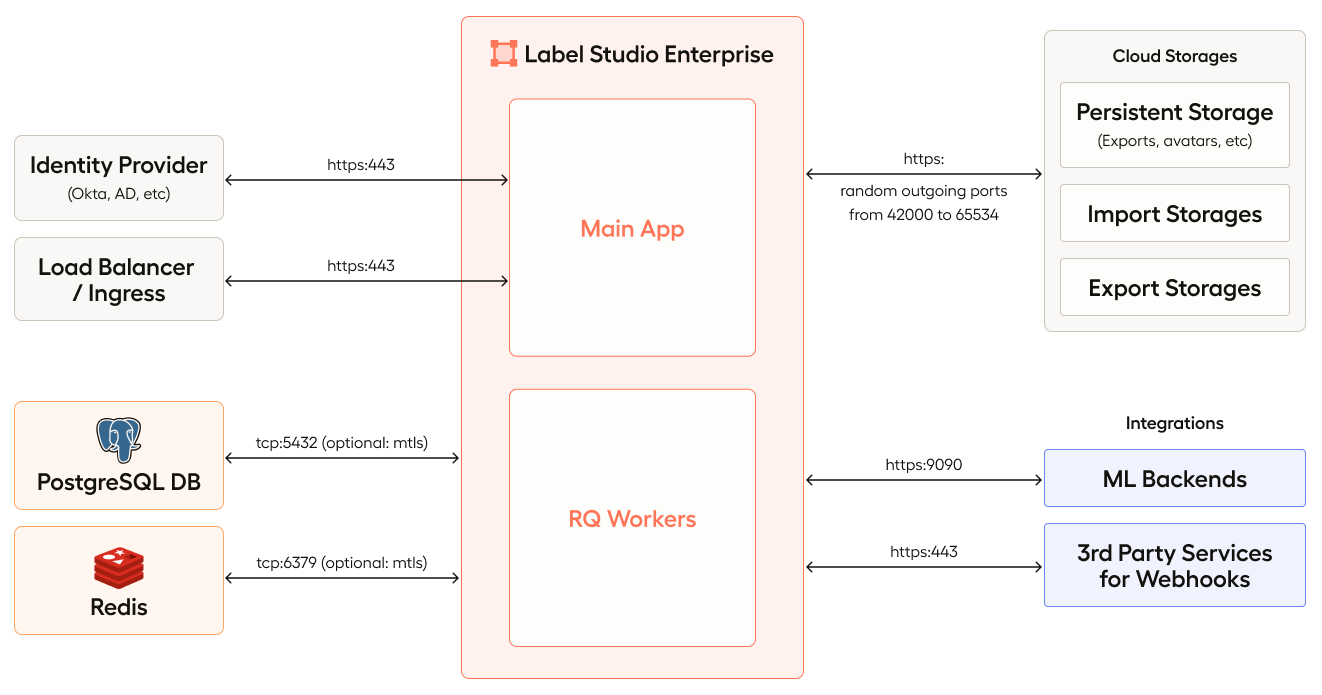 Label Studio Enterprise
Main App
RQ Workers
Identity Provider
(Okta, AD, etc)
https:443
Load Balancer
/ Ingress
https:443
PostgreSQL DB
tcp:5432 (optional: mtls)
Redis
tcp:6379 (optional: mtls)
https:
random outgoing ports
from 42000 to 65534
Cloud Storages
Persistent Storage
(Exports, avatars, etc)
Import Storages
Export Storages
Integrations
https:9090
ML Backends
https:443
3rd Party Services
for Webhooks